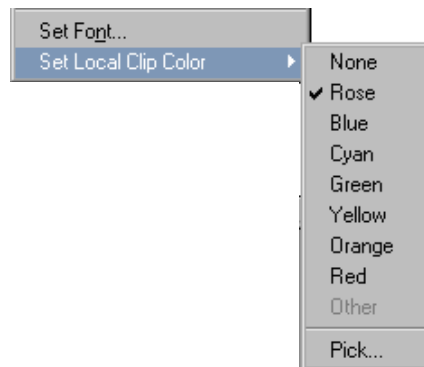 Set Font...
Set Local Clip Color
None
Rose
Blue
Cyan
Green
Yellow
Orange
Red
Other
Pick...